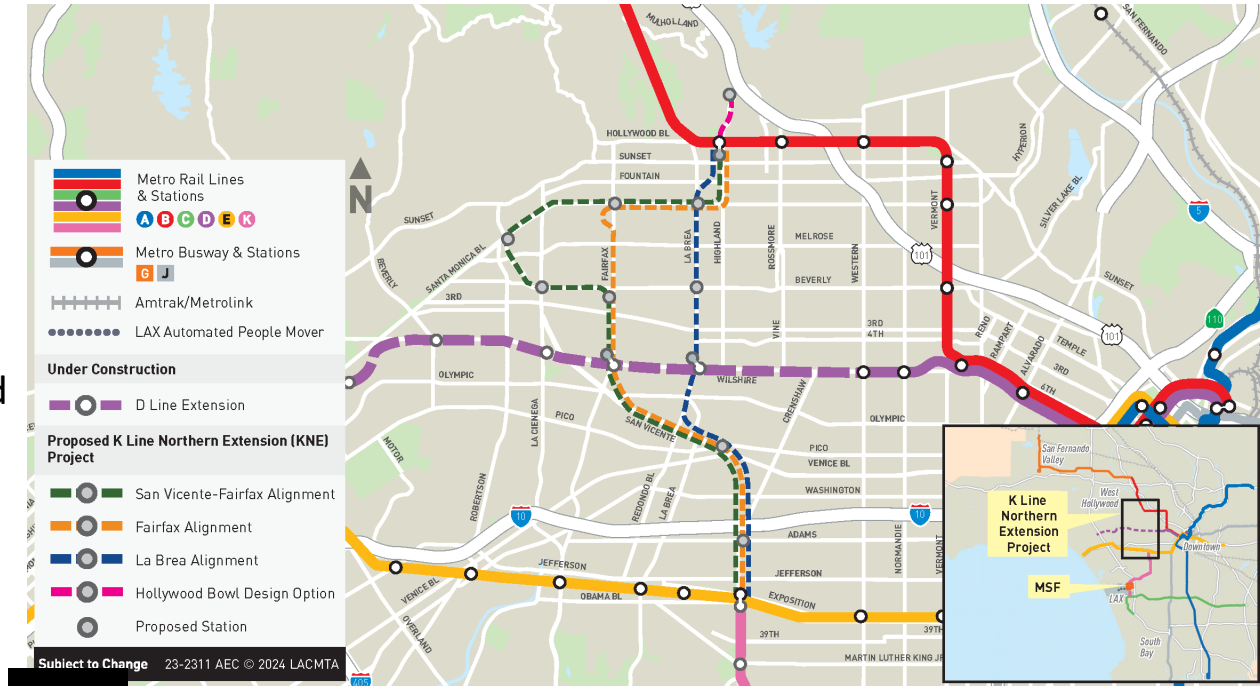 Metro Rail Lines
& Stations
A B C D E K
Metro Busway & Stations
G J
Amtrak/Metrolink
LAX Automated People Mover
Under Construction
D Line Extension
Proposed K Line Northern Extension (KNE)
Project
San Vicente-Fairfax Alignment
Fairfax Alignment
La Brea Alignment
Hollywood Bowl Design Option
Proposed Station
Subject to Change 23-2311 AEC © 2024 LACMTA
N
MULHOLLAND
SAN FERNANDO
HOLLYWOOD BL
SUNSET
FOUNTAIN
HYPERION
SILVER LAKE BL
VERMONT
5
SUNSET
SANTA MONICA BL
BEVERLY
FAIRFAX
LA BREA
HIGHLAND
ROSSMORE
MELROSE
WESTERN
101
BEVERLY
3RD
SUNSET
110
VINE
3RD
4TH
RENO
RAMPART
ALVARADO
TEMPLE
3RD
6TH
101
OLYMPIC
WILSHIRE
CRENSHAW
OLYMPIC
LA CIENEGA
PICO
SAN VICENTE
PICO
VENICE BL
MOTOR
ROBERTSON
REDONDO BL
LA BREA
WASHINGTON
10
10
ADAMS
NORMANDIE
VERMONT
JEFFERSON
JEFFERSON
VENICE BL
OBAMA BL
EXPOSITION
OVERLAND
39TH
39TH
MARTIN LUTHER KING JR
405
San Fernando
Valley
West
Hollywood
K Line
Northern
Extension
Project
Downtown
MSF
LAX
South
Bay